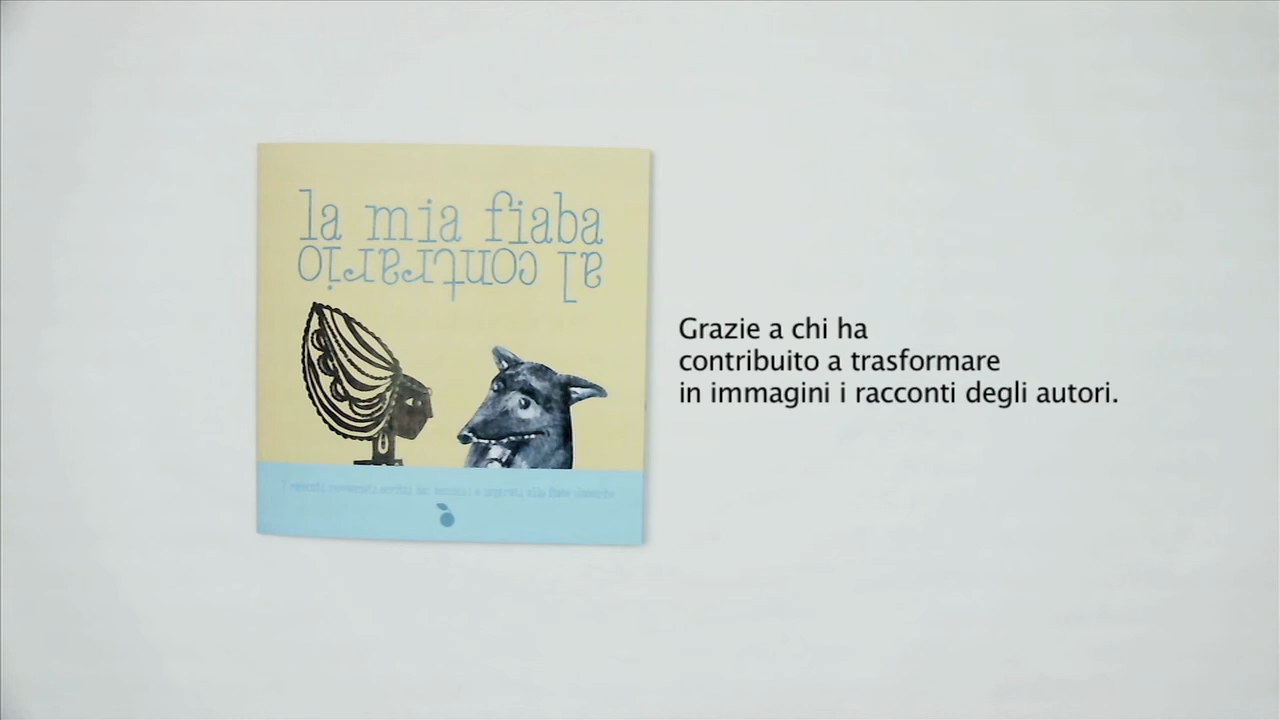 la mia fiaba
al contrario
Grazie a chi ha
contribuito a trasformare
in immagini i racconti degli autori.